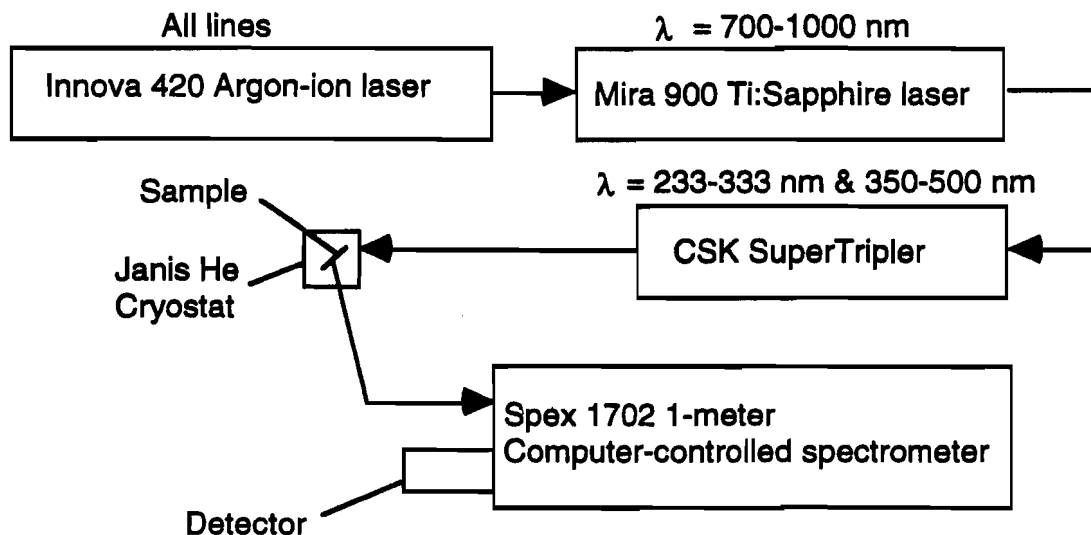 All lines
λ = 700-1000 nm
Innova 420 Argon-ion laser
Mira 900 Ti:Sapphire laser
λ = 233-333 nm & 350-500 nm
Sample
CSK SuperTripler
Janis He
Cryostat
Spex 1702 1-meter
Computer-controlled spectrometer
Detector